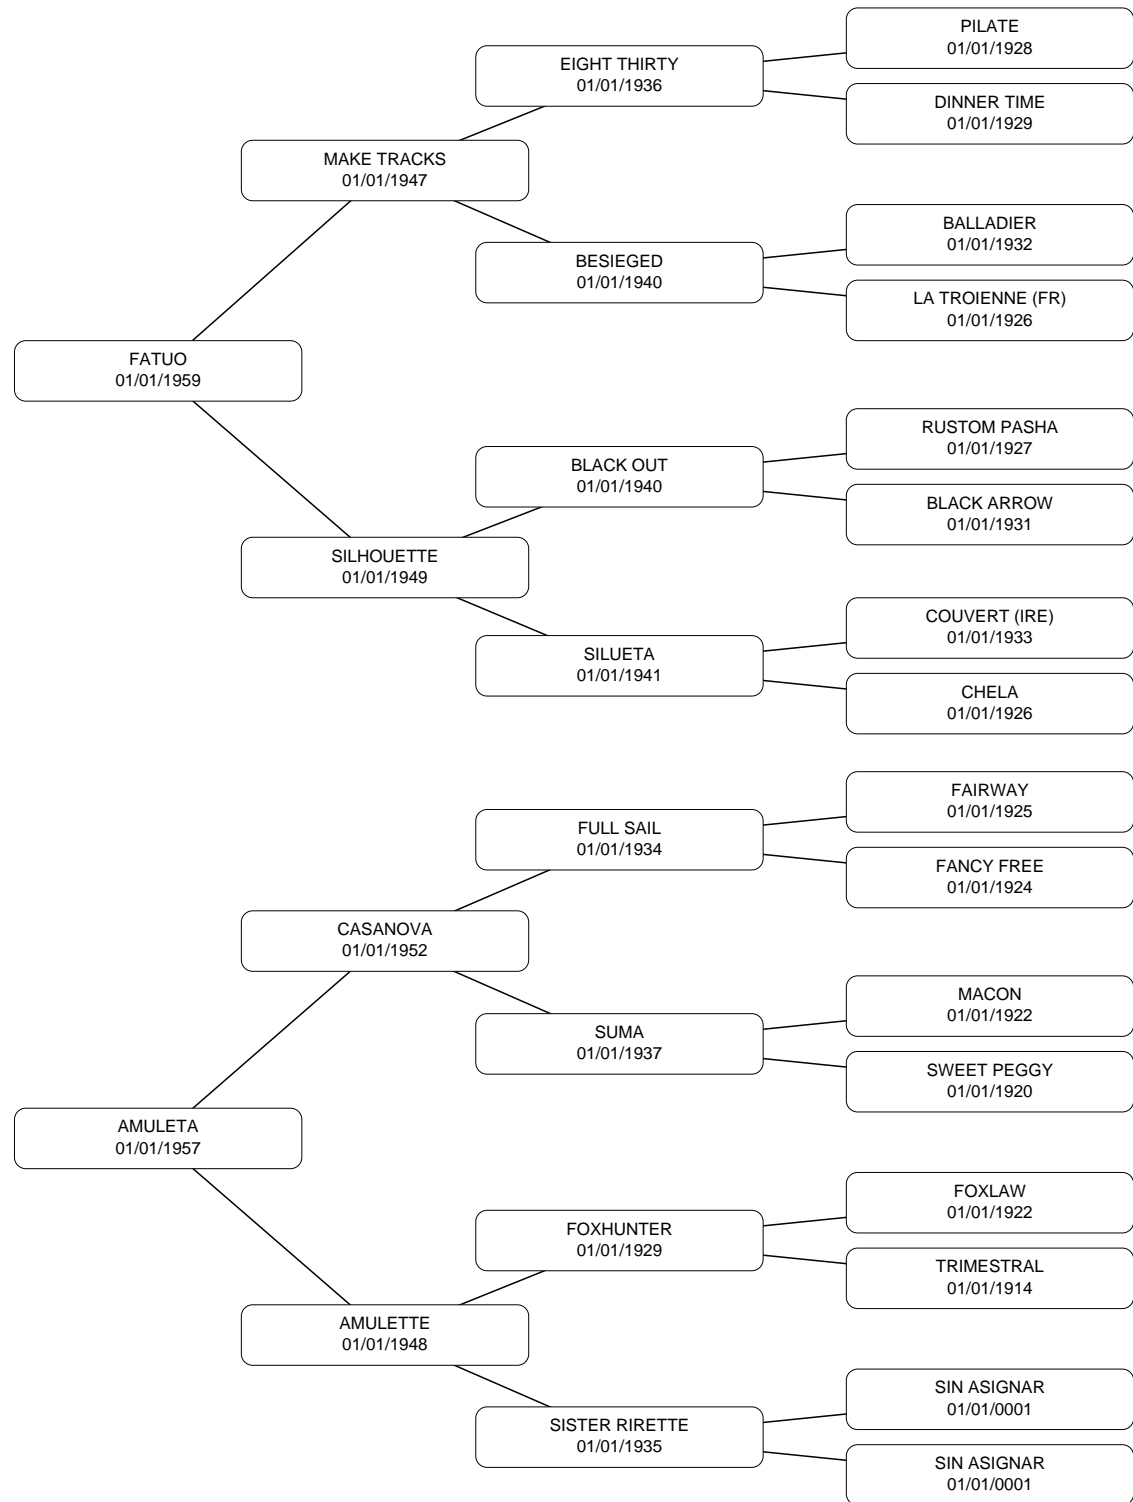 PILATE
01/01/1928
EIGHT THIRTY
01/01/1936
DINNER TIME
01/01/1929
MAKE TRACKS
01/01/1947
BALLADIER
01/01/1932
BESIEGED
01/01/1940
LA TROIENNE (FR)
01/01/1926
FATUO
01/01/1959
RUSTOM PASHA
01/01/1927
BLACK OUT
01/01/1940
BLACK ARROW
01/01/1931
SILHOUETTE
01/01/1949
COUVERT (IRE)
01/01/1933
SILUETA
01/01/1941
CHELA
01/01/1926
FAIRWAY
01/01/1925
FULL SAIL
01/01/1934
FANCY FREE
01/01/1924
CASANOVA
01/01/1952
MACON
01/01/1922
SUMA
01/01/1937
SWEET PEGGY
01/01/1920
AMULETA
01/01/1957
FOXLAW
01/01/1922
FOXHUNTER
01/01/1929
TRIMESTRAL
01/01/1914
AMULETTE
01/01/1948
SIN ASIGNAR
01/01/0001
SISTER RIRETTE
01/01/1935
SIN ASIGNAR
01/01/0001